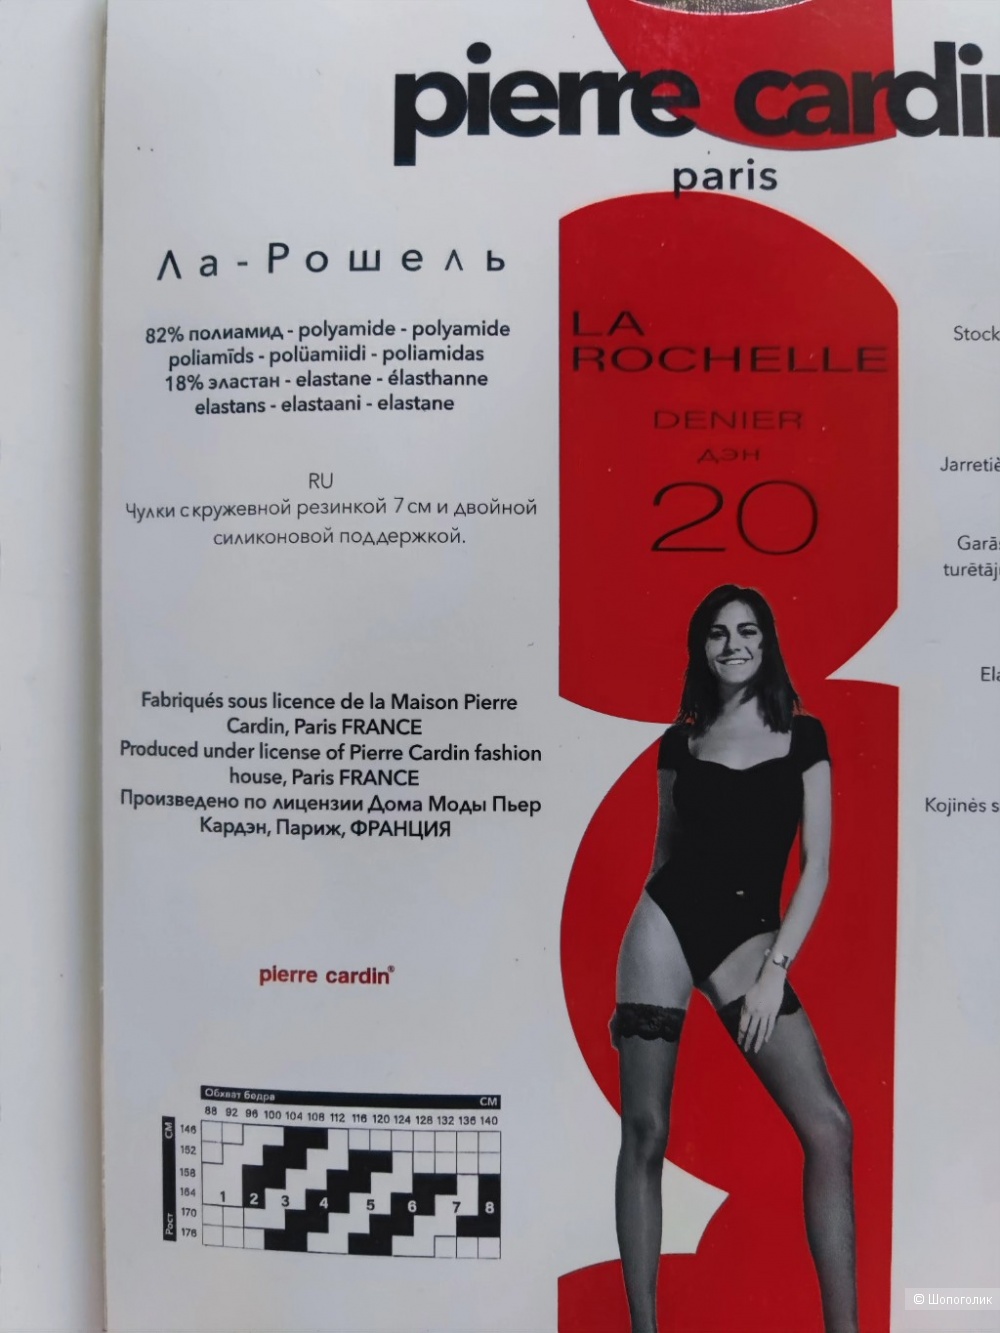 pierre cardin
paris
Ла-Рошель
82% полиамид - polyamide - polyamide
poliamīds - polüamiidi - poliamidas
18% эластан - elastane - élasthanne
elastans - elastaani - elastane
RU
Чулки с кружевной резинкой 7 см и двойной
силиконовой поддержкой.
Fabriqués sous licence de la Maison Pierre
Cardin, Paris FRANCE
Produced under license of Pierre Cardin fashion
house, Paris FRANCE
Произведено по лицензии Дома Моды Пьер
Кардэн, Париж, ФРАНЦИЯ
pierre cardin®
Обхват бедра СМ
88 92 96 100 104 108 112 116 120 124 128 132 136 140
СМ
146
152
158
164
170
176
Рост
1 2 3 4 5 6 7 8
LA
ROCHELLE
DENIER
ДЭН
20
Stock
Jarretiè
Garās
turētāj
Ela
Kojinės s
© Шопоголик